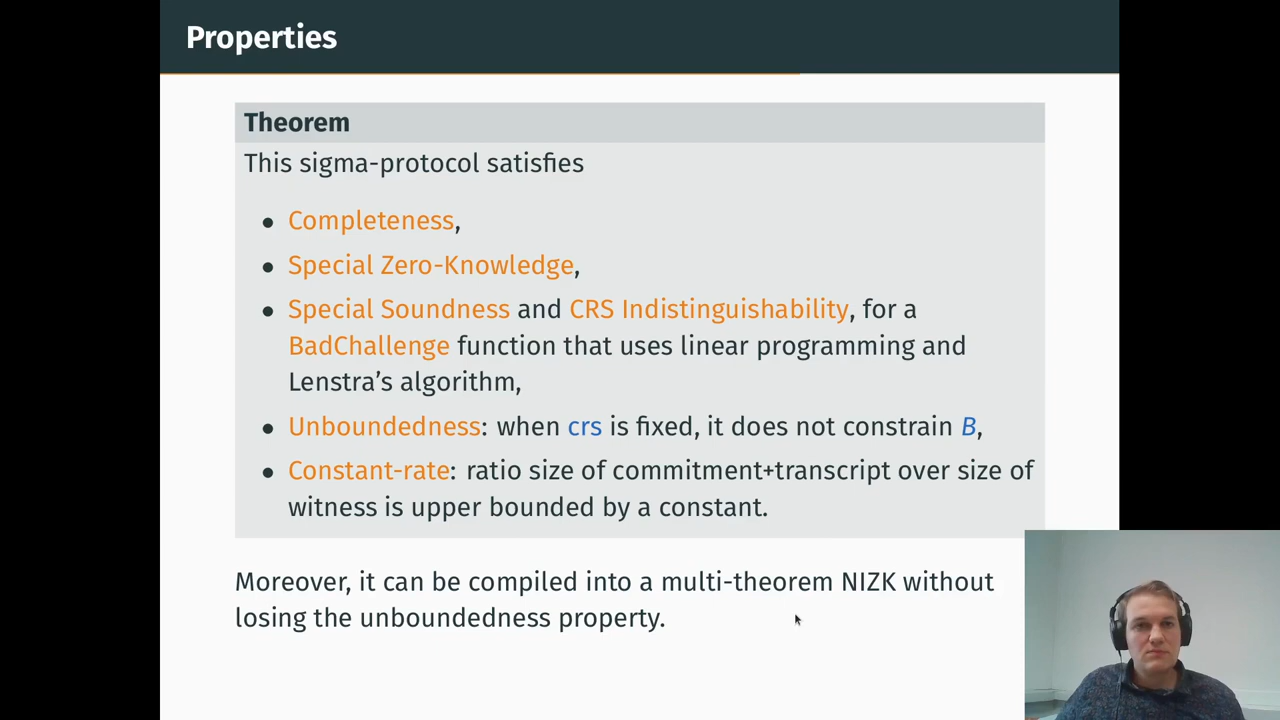 Properties
Theorem
This sigma-protocol satisfies
• Completeness,
• Special Zero-Knowledge,
• Special Soundness and CRS Indistinguishability, for a
BadChallenge function that uses linear programming and
Lenstra’s algorithm,
• Unboundedness: when crs is fixed, it does not constrain B,
• Constant-rate: ratio size of commitment+transcript over size of
witness is upper bounded by a constant.
Moreover, it can be compiled into a multi-theorem NIZK without
losing the unboundedness property.